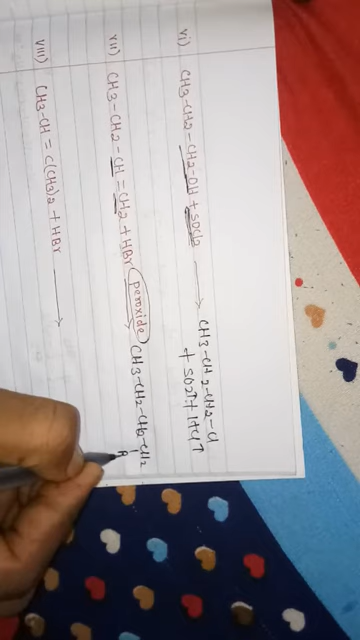 vi) CH3-CH2-CH2-OH + SOCl2 → CH3-CH2-CH2-Cl
+ SO2↑ + HCl↑
vii) CH3-CH2-CH=CH2 + HBr peroxide → CH3-CH2-CH2-CH2
B
viii) CH3-CH=C(CH3)2 + HBr →